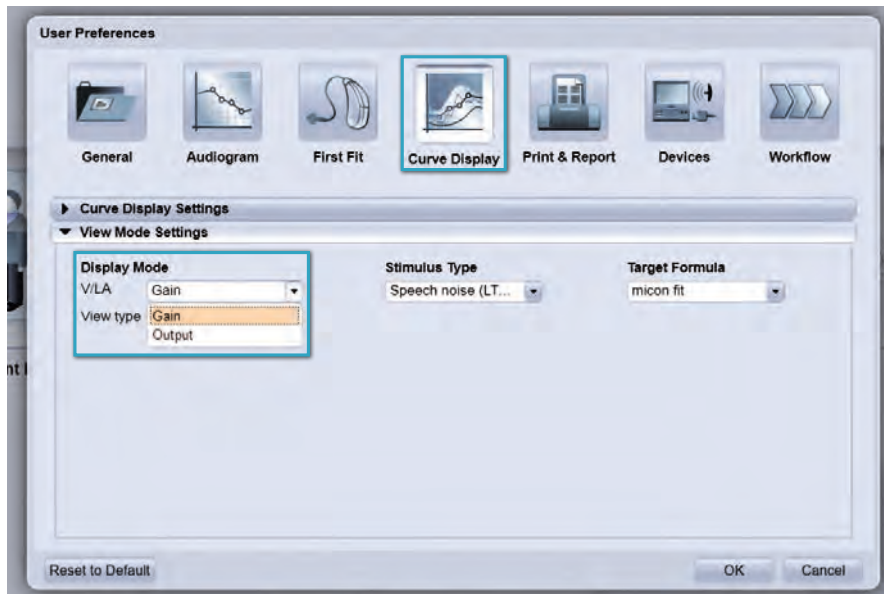 User Preferences
General Audiogram First Fit Curve Display Print & Report Devices Workflow
Curve Display Settings
View Mode Settings
Display Mode Stimulus Type Target Formula
V/LA Gain Speech noise (LT... micon fit
View type Gain
Output
nt
Reset to Default OK Cancel